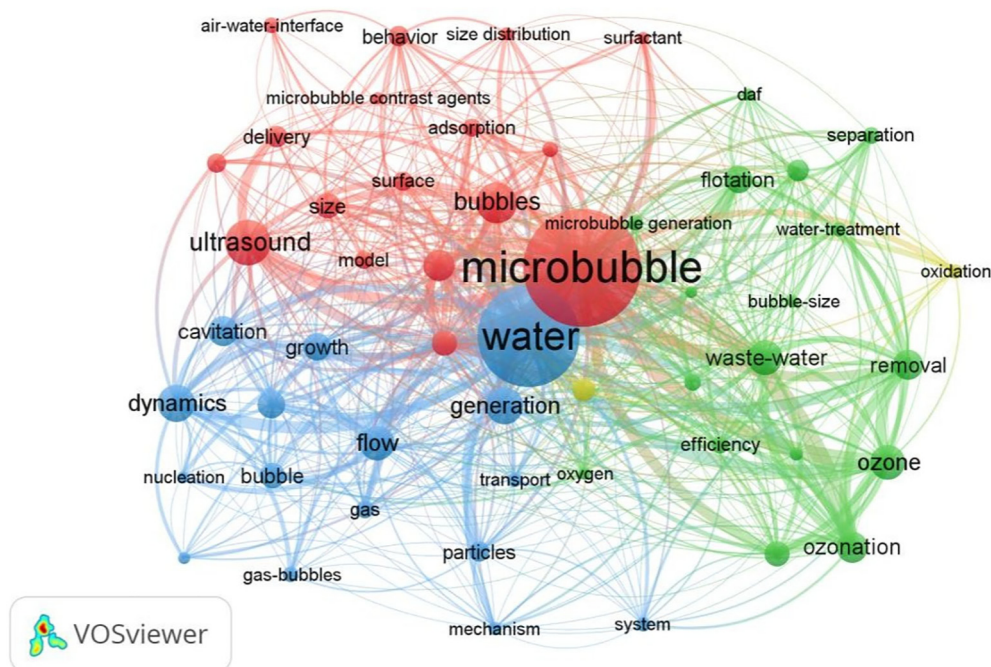 air-water-interface
behavior
size distribution
surfactant
microbubble contrast agents
daf
delivery
adsorption
separation
surface
flotation
size
bubbles
microbubble generation
water-treatment
ultrasound
model
microbubble
oxidation
bubble-size
cavitation
growth
water
waste-water
removal
dynamics
generation
flow
efficiency
ozone
nucleation
bubble
transport
oxygen
gas
particles
ozonation
gas-bubbles
mechanism
system
VOSviewer